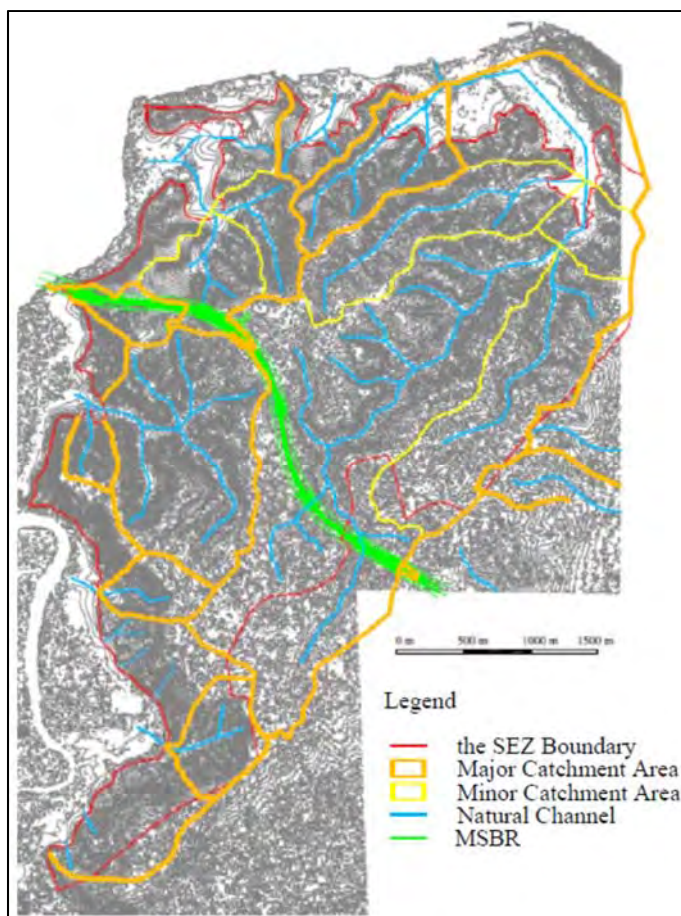 0 m 500 m 1000 m 1500 m
Legend
the SEZ Boundary
Major Catchment Area
Minor Catchment Area
Natural Channel
MSBR